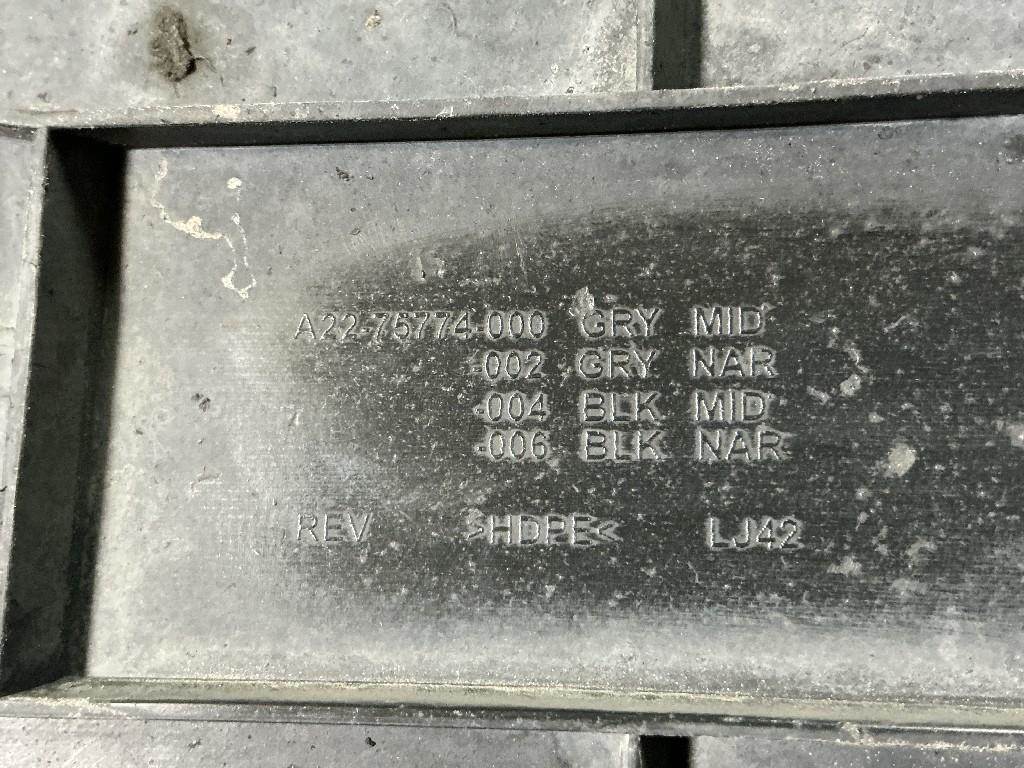 A22-75774-000 GRY MID
-002 GRY NAR
-004 BLK MID
-006 BLK NAR
REV >HDPE< LJ42